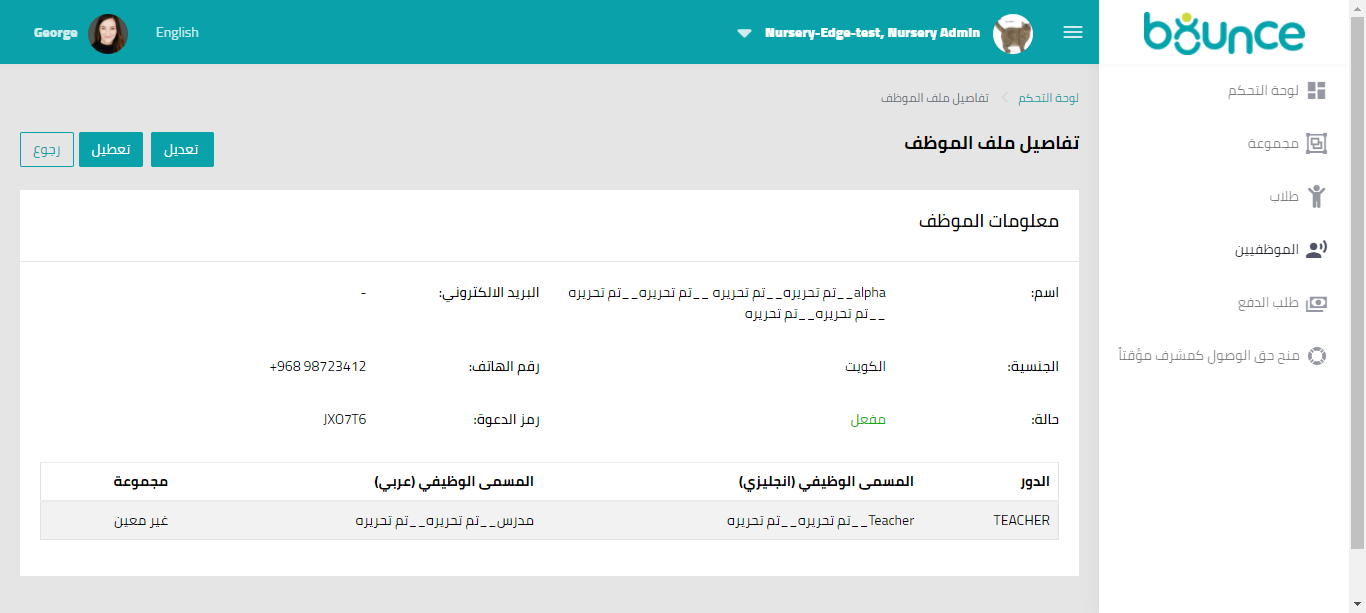 bounce
Nursery-Edge-test, Nursery Admin
English
George
لوحة التحكم
مجموعة
طلاب
الموظفيين
طلب الدفع
منح حق الوصول كمشرف مؤقتاً
لوحة التحكم
تفاصيل ملف الموظف
تفاصيل ملف الموظف
تعديل
تعطيل
رجوع
معلومات الموظف
اسم:
alpha__تم تحريره__تم تحريره __تم تحريره__تم تحريره
__تم تحريره__تم تحريره
البريد الالكتروني:
-
الجنسية:
الكويت
رقم الهاتف:
+968 98723412
حالة:
مفعل
رمز الدعوة:
JXO7T6
الدور
المسمى الوظيفي (انجليزي)
المسمى الوظيفي (عربي)
مجموعة
TEACHER
Teacher__تم تحريره__تم تحريره
مدرس__تم تحريره__تم تحريره
غير معين